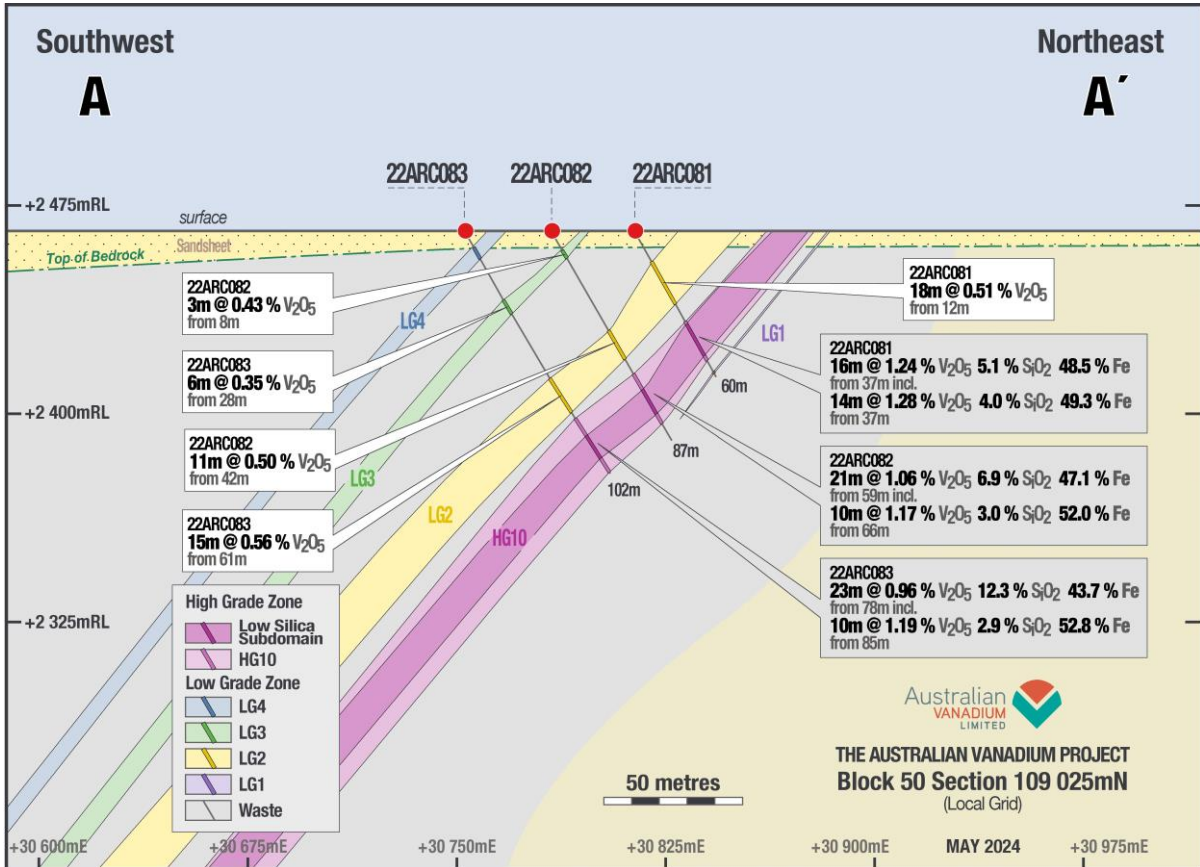 Southwest
A
Northeast
A´
22ARC083
22ARC082
22ARC081
+2 475mRL
surface
Sandsheet
Top of Bedrock
22ARC082
3m @ 0.43 % V₂O₅
from 8m
22ARC083
6m @ 0.35 % V₂O₅
from 28m
22ARC082
11m @ 0.50 % V₂O₅
from 42m
22ARC083
15m @ 0.56 % V₂O₅
from 61m
LG4
LG3
LG2
HG10
LG1
60m
87m
102m
22ARC081
18m @ 0.51 % V₂O₅
from 12m
22ARC081
16m @ 1.24 % V₂O₅ 5.1 % SiO₂ 48.5 % Fe
from 37m incl.
14m @ 1.28 % V₂O₅ 4.0 % SiO₂ 49.3 % Fe
from 37m
22ARC082
21m @ 1.06 % V₂O₅ 6.9 % SiO₂ 47.1 % Fe
from 59m incl.
10m @ 1.17 % V₂O₅ 3.0 % SiO₂ 52.0 % Fe
from 66m
22ARC083
23m @ 0.96 % V₂O₅ 12.3 % SiO₂ 43.7 % Fe
from 78m incl.
10m @ 1.19 % V₂O₅ 2.9 % SiO₂ 52.8 % Fe
from 85m
+2 400mRL
+2 325mRL
High Grade Zone
Low Silica
Subdomain
HG10
Low Grade Zone
LG4
LG3
LG2
LG1
Waste
50 metres
Australian
VANADIUM
LIMITED
THE AUSTRALIAN VANADIUM PROJECT
Block 50 Section 109 025mN
(Local Grid)
MAY 2024
+30 600mE
+30 675mE
+30 750mE
+30 825mE
+30 900mE
+30 975mE